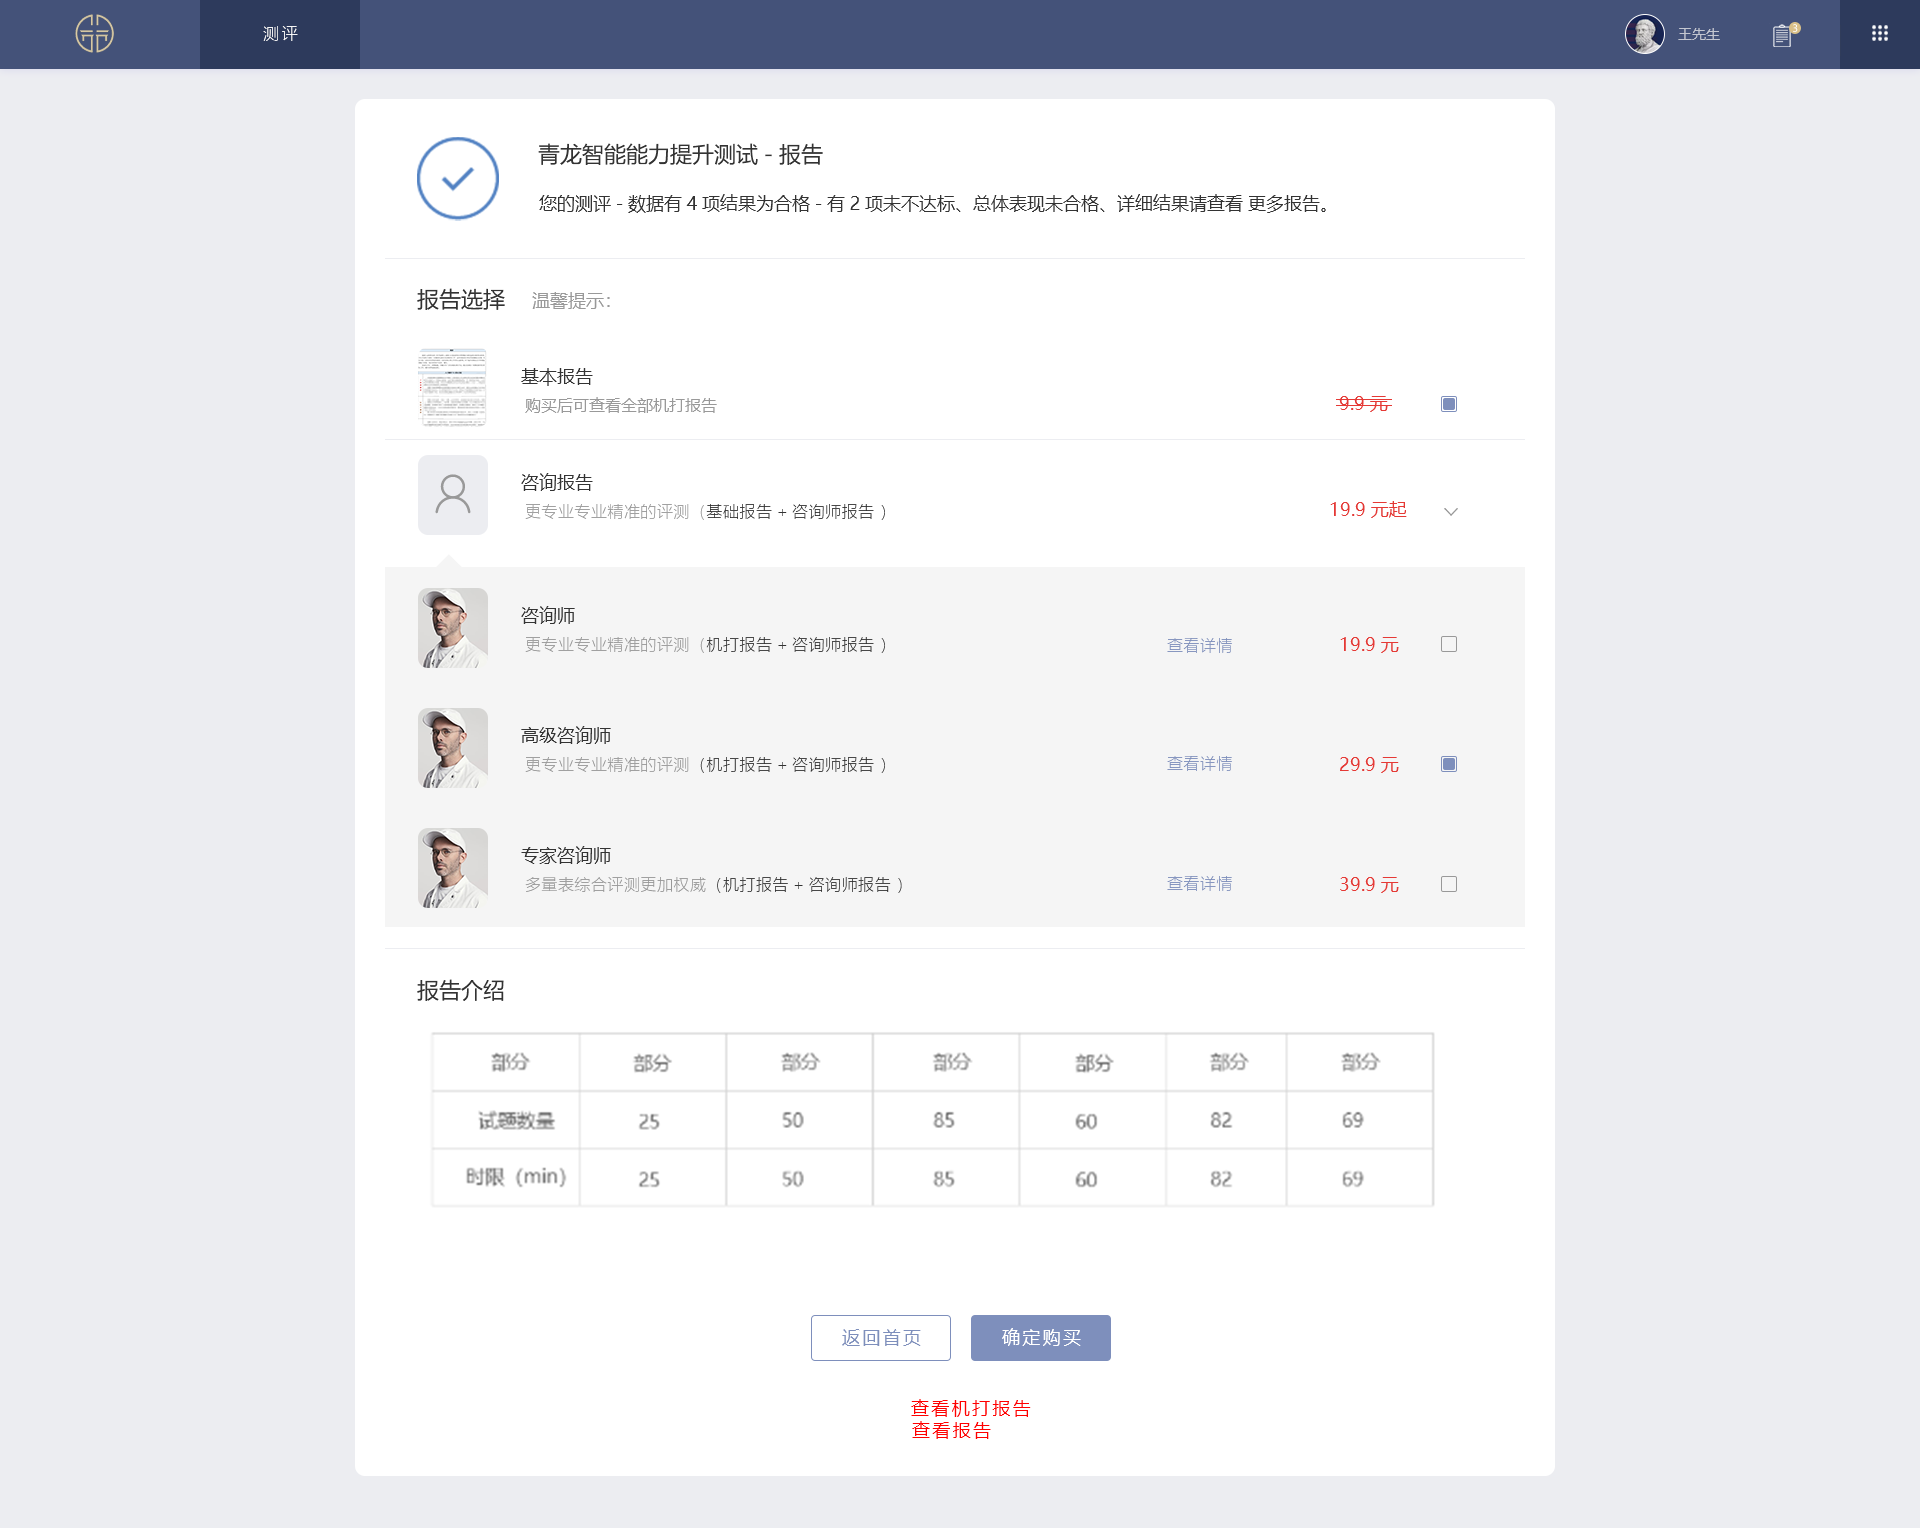 测评
王先生
3
青龙智能能力提升测试 - 报告
您的测评 - 数据有 4 项结果为合格 - 有 2 项未不达标、总体表现未合格、详细结果请查看 更多报告。
报告选择 温馨提示：
基本报告
购买后可查看全部机打报告
9.9 元
咨询报告
更专业专业精准的评测（基础报告 + 咨询师报告 ）
19.9 元起
咨询师
更专业专业精准的评测（机打报告 + 咨询师报告 ）
查看详情
19.9 元
高级咨询师
更专业专业精准的评测（机打报告 + 咨询师报告 ）
查看详情
29.9 元
专家咨询师
多量表综合评测更加权威（机打报告 + 咨询师报告 ）
查看详情
39.9 元
报告介绍
部分 部分 部分 部分 部分 部分 部分
试题数量 25 50 85 60 82 69
时限（min） 25 50 85 60 82 69
返回首页 确定购买
查看机打报告
查看报告